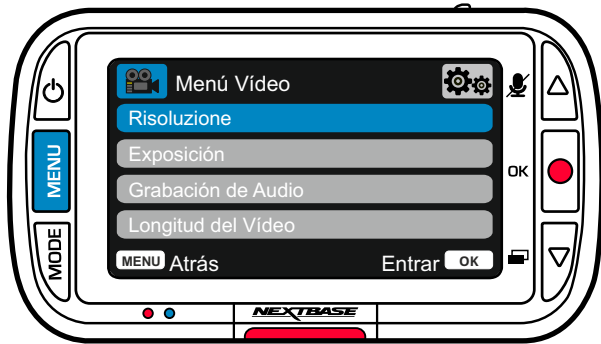 Menú Vídeo
Risoluzione
Exposición
Grabación de Audio
Longitud del Vídeo
MENU Atrás Entrar OK
MENU
MODE
OK
NEXTBASE